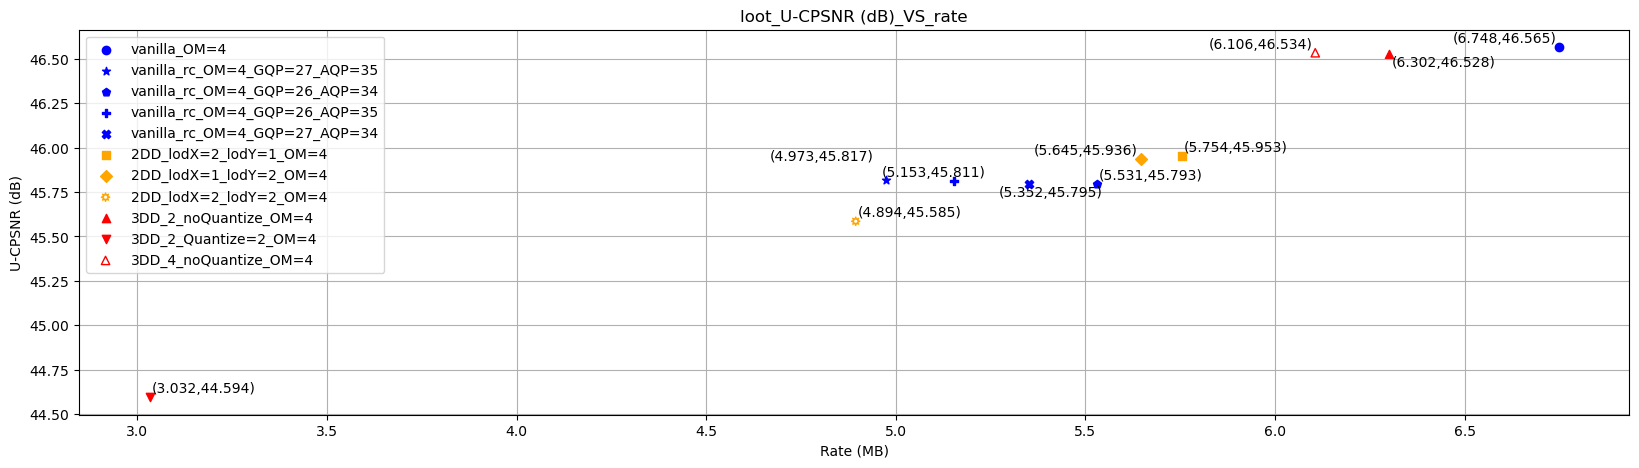 loot_U-CPSNR (dB)_VS_rate
vanilla_OM=4
vanilla_rc_OM=4_GQP=27_AQP=35
vanilla_rc_OM=4_GQP=26_AQP=34
vanilla_rc_OM=4_GQP=26_AQP=35
vanilla_rc_OM=4_GQP=27_AQP=34
2DD_lodX=2_lodY=1_OM=4
2DD_lodX=1_lodY=2_OM=4
2DD_lodX=2_lodY=2_OM=4
3DD_2_noQuantize_OM=4
3DD_2_Quantize=2_OM=4
3DD_4_noQuantize_OM=4
(6.748,46.565)
(6.106,46.534)
(6.302,46.528)
(5.754,45.953)
(5.645,45.936)
(4.973,45.817)
(5.153,45.811)
(5.531,45.793)
(5.352,45.795)
(4.894,45.585)
(3.032,44.594)
U-CPSNR (dB)
46.50
46.25
46.00
45.75
45.50
45.25
45.00
44.75
44.50
3.0 3.5 4.0 4.5 5.0 5.5 6.0 6.5
Rate (MB)